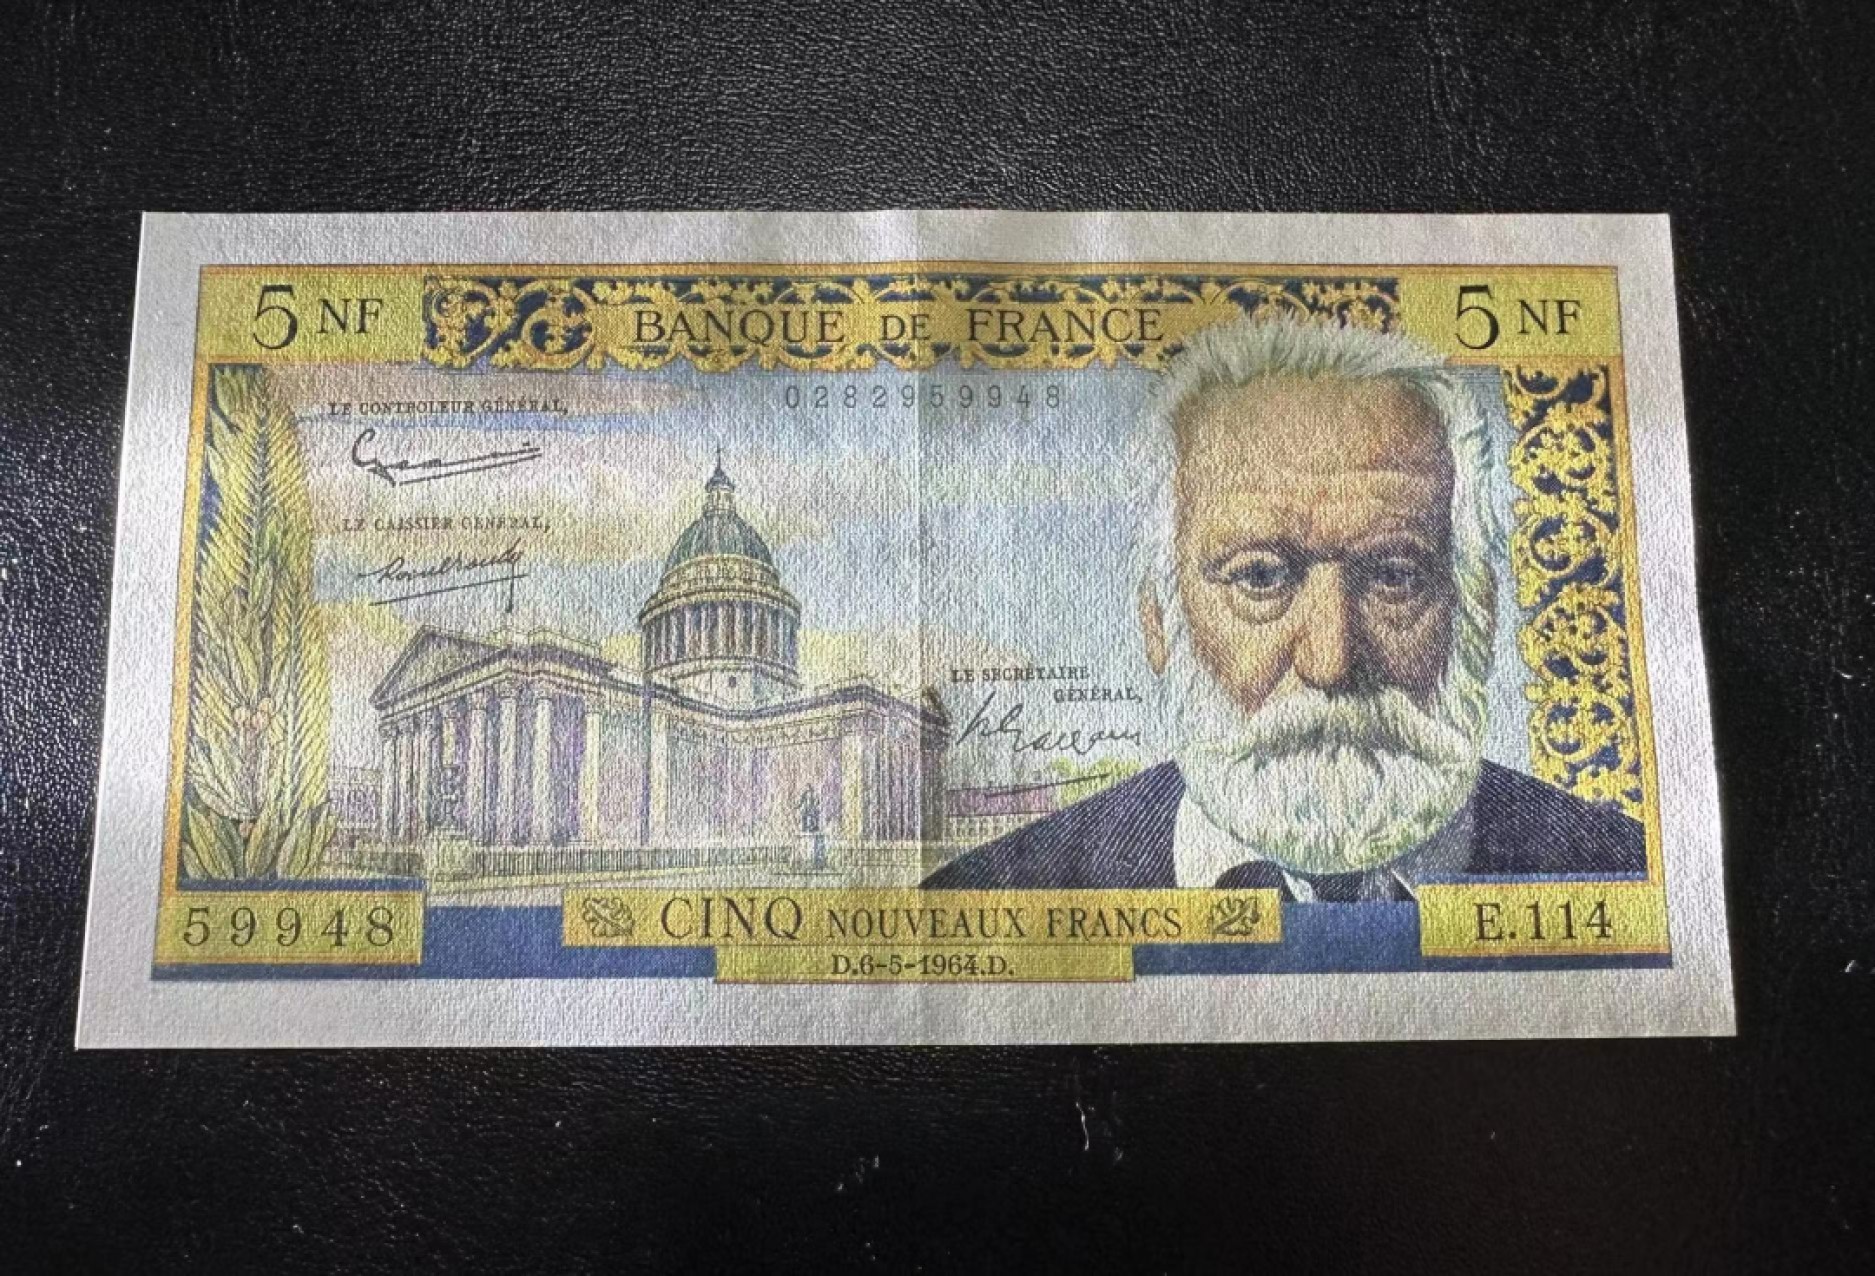 5 NF
BANQUE DE FRANCE
5 NF
0282959948
LE CONTROLEUR GÉNÉRAL,
LE CAISSIER GÉNÉRAL,
LE SECRÉTAIRE
GÉNÉRAL,
59948
CINQ NOUVEAUX FRANCS
E.114
D.6-5-1964.D.